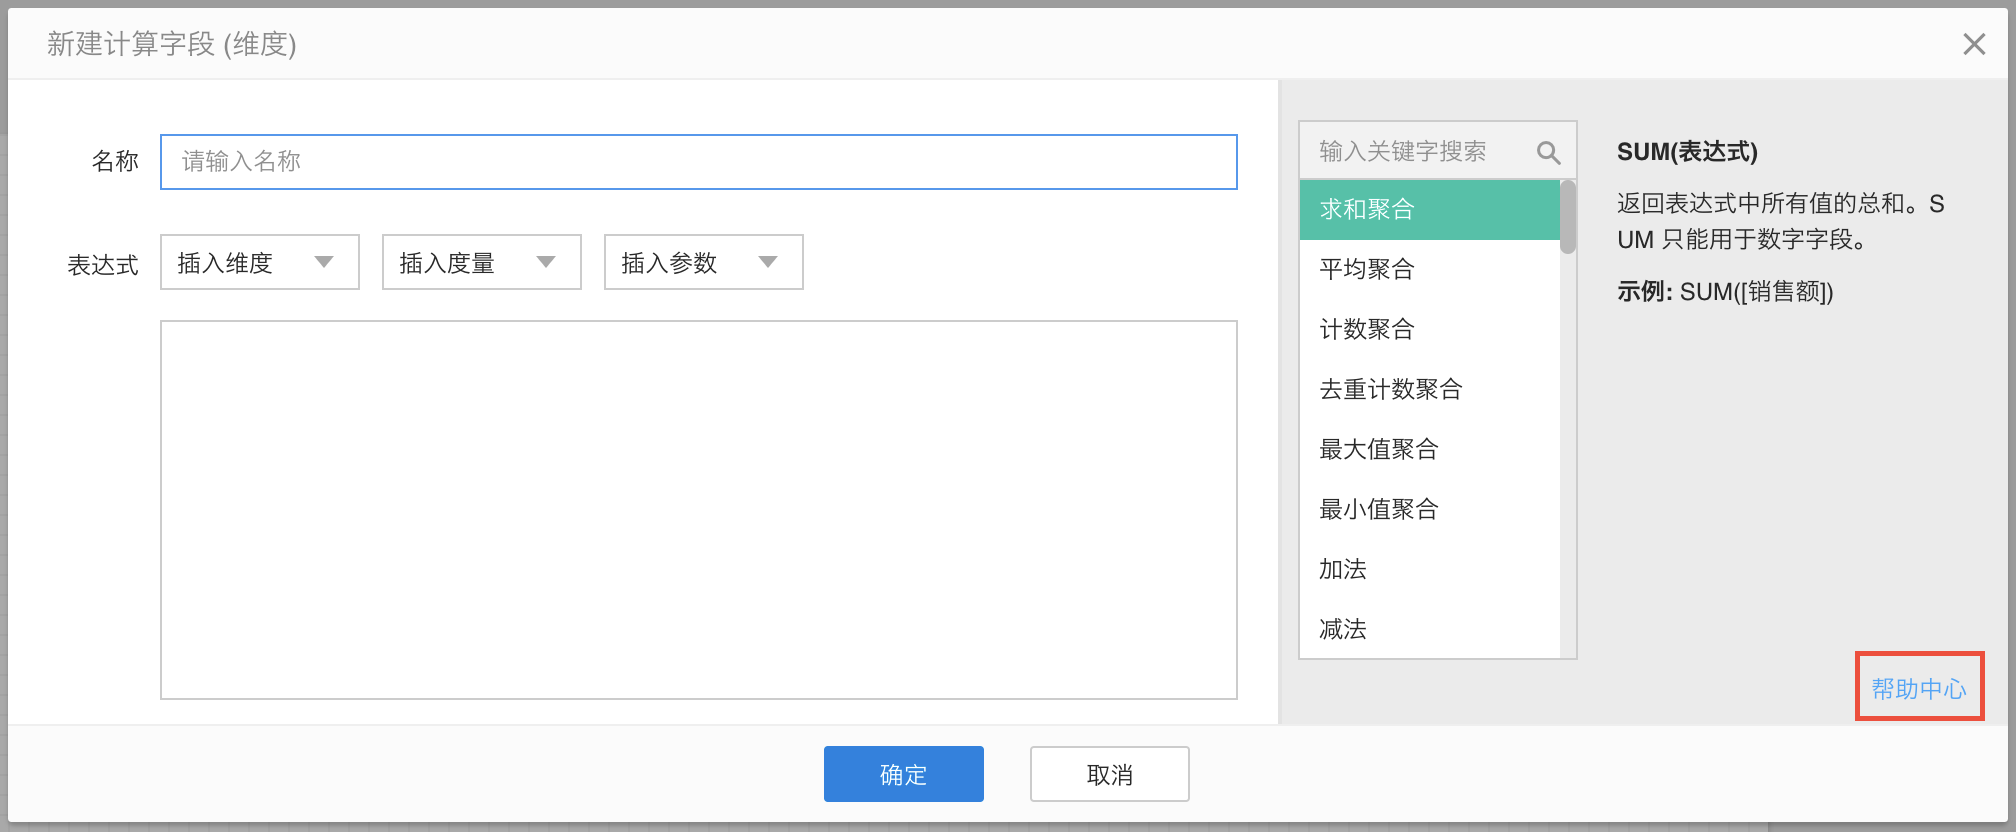 新建计算字段 (维度)
名称
请输入名称
表达式
插入维度
插入度量
插入参数
输入关键字搜索
求和聚合
平均聚合
计数聚合
去重计数聚合
最大值聚合
最小值聚合
加法
减法
SUM(表达式)
返回表达式中所有值的总和。S
UM 只能用于数字字段。
示例: SUM([销售额])
帮助中心
确定
取消